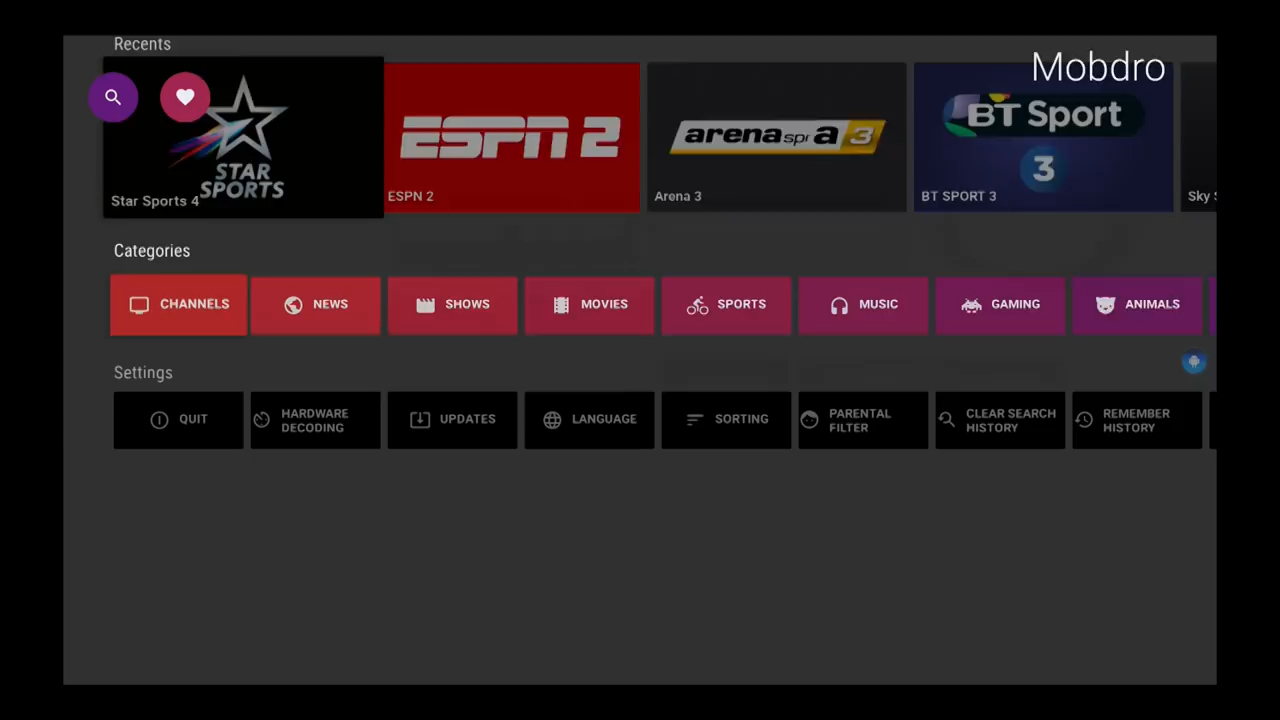 Recents
Mobdro
STAR
SPORTS
Star Sports 4
ESPN 2
ESPN 2
arena a 3
Arena 3
BT Sport
3
BT SPORT 3
Sky
Categories
CHANNELS
NEWS
SHOWS
MOVIES
SPORTS
MUSIC
GAMING
ANIMALS
Settings
QUIT
HARDWARE
DECODING
UPDATES
LANGUAGE
SORTING
PARENTAL
FILTER
CLEAR SEARCH
HISTORY
REMEMBER
HISTORY